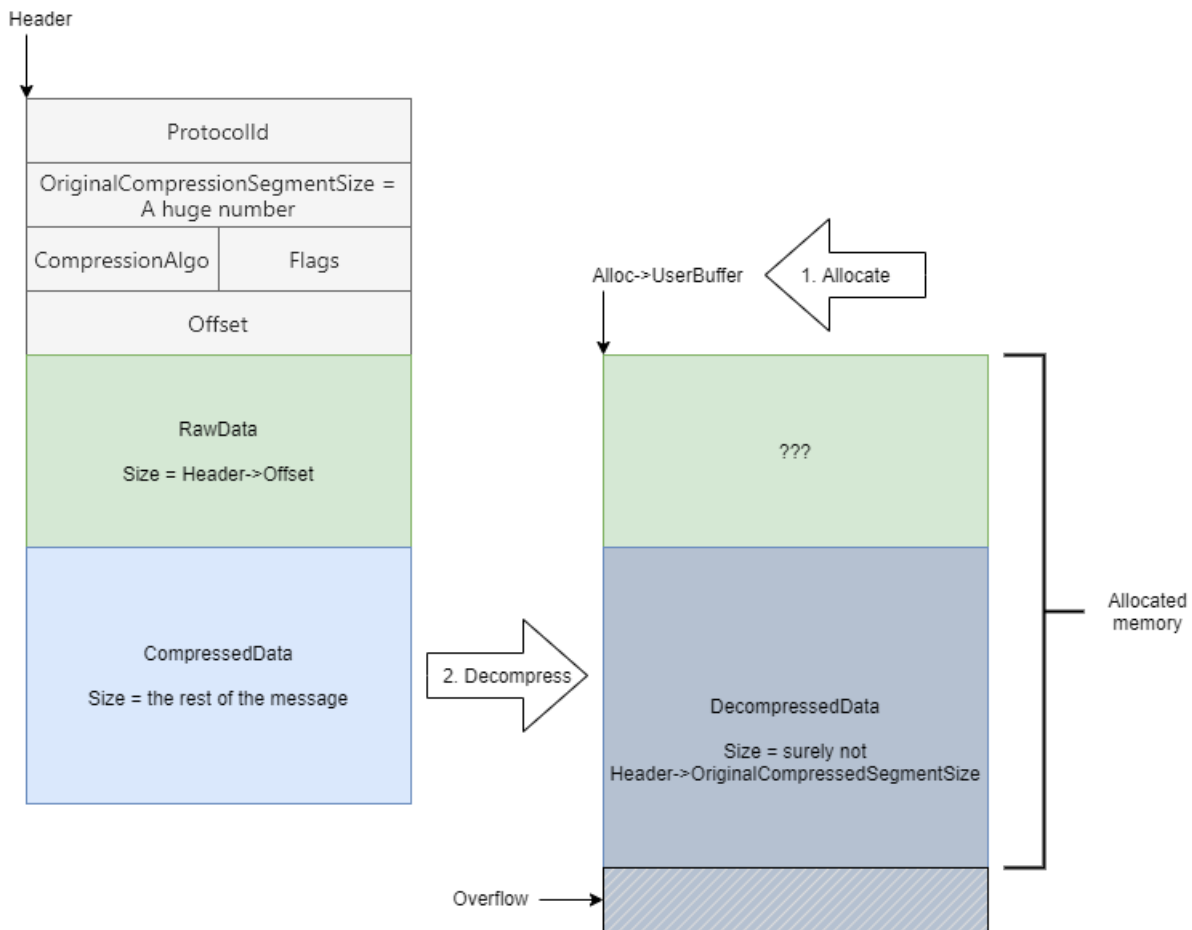 Header
ProtocolId
OriginalCompressionSegmentSize =
A huge number
CompressionAlgo
Flags
Offset
RawData
Size = Header->Offset
CompressedData
Size = the rest of the message
Alloc->UserBuffer
1. Allocate
???
2. Decompress
DecompressedData
Size = surely not
Header->OriginalCompressedSegmentSize
Allocated
memory
Overflow